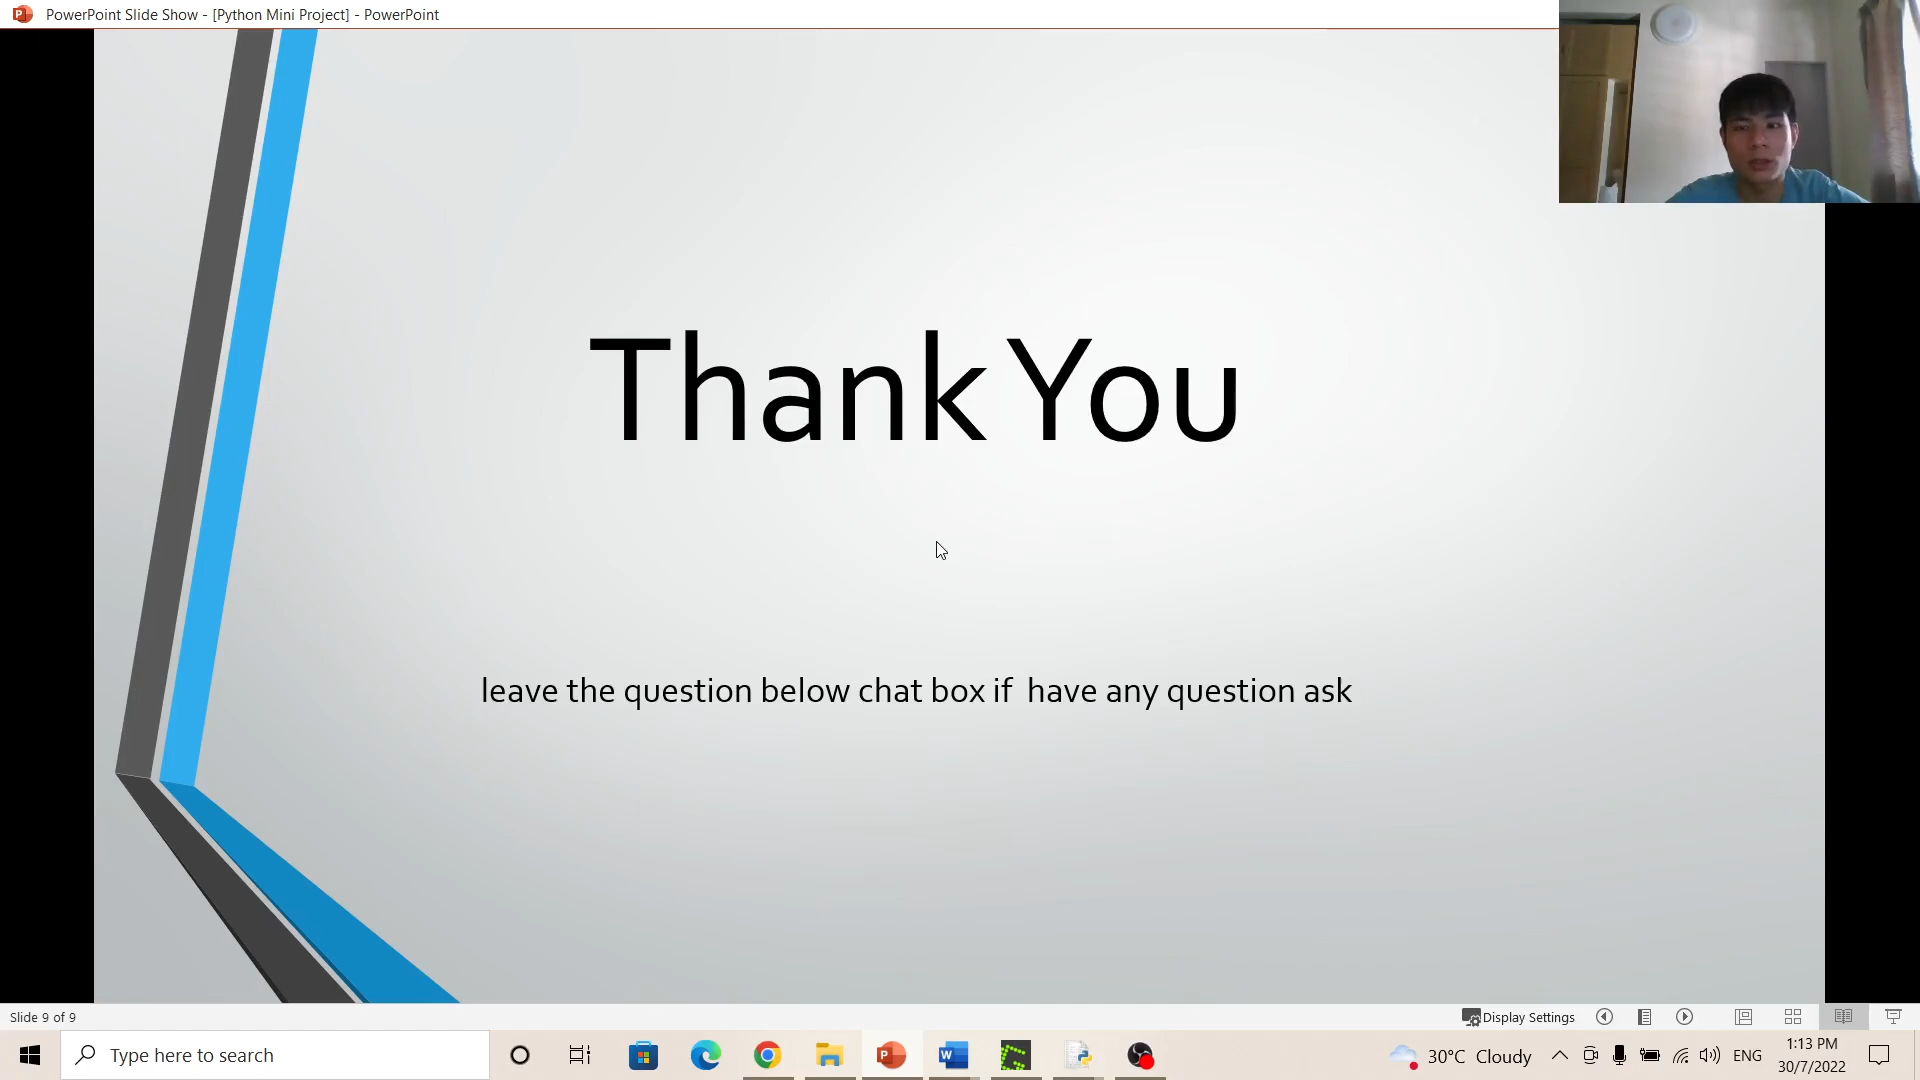 PowerPoint Slide Show - [Python Mini Project] - PowerPoint
Thank You
leave the question below chat box if  have any question ask
Slide 9 of 9
Display Settings
Type here to search
30°C Cloudy
ENG
1:13 PM
30/7/2022